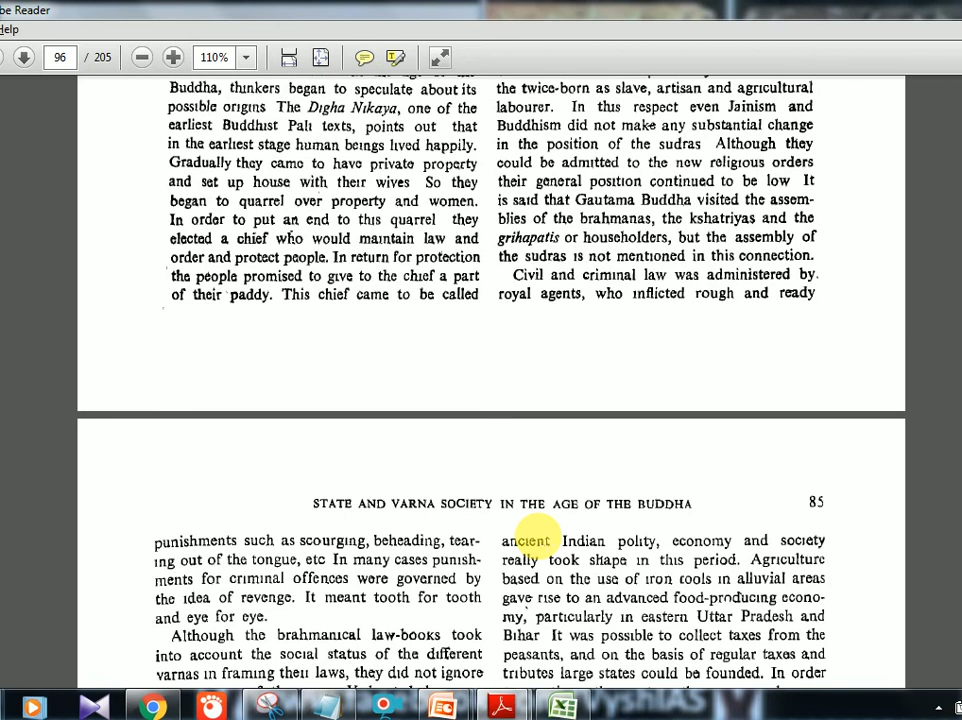 be Reader
Help
96 / 205
110%
Buddha, thinkers began to speculate about its
possible origins The Digha Nikaya, one of the
earliest Buddhist Pali texts, points out that
in the earliest stage human beings lived happily.
Gradually they came to have private property
and set up house with their wives So they
began to quarrel over property and women.
In order to put an end to this quarrel they
elected a chief who would maintain law and
order and protect people. In return for protection
the people promised to give to the chief a part
of their paddy. This chief came to be called
the twice-born as slave, artisan and agricultural
labourer. In this respect even Jainism and
Buddhism did not make any substantial change
in the position of the sudras Although they
could be admitted to the new religious orders
their general position continued to be low It
is said that Gautama Buddha visited the assem-
blies of the brahmanas, the kshatriyas and the
grihapatis or householders, but the assembly of
the sudras is not mentioned in this connection.
Civil and criminal law was administered by
royal agents, who inflicted rough and ready
STATE AND VARNA SOCIETY IN THE AGE OF THE BUDDHA 85
punishments such as scourging, beheading, tear-
ing out of the tongue, etc In many cases punish-
ments for criminal offences were governed by
the idea of revenge. It meant tooth for tooth
and eye for eye.
Although the brahmanical law-books took
into account the social status of the different
varnas in framing their laws, they did not ignore
ancient Indian polity, economy and society
really took shape in this period. Agriculture
based on the use of iron tools in alluvial areas
gave rise to an advanced food-producing econo-
my, particularly in eastern Uttar Pradesh and
Bihar It was possible to collect taxes from the
peasants, and on the basis of regular taxes and
tributes large states could be founded. In order